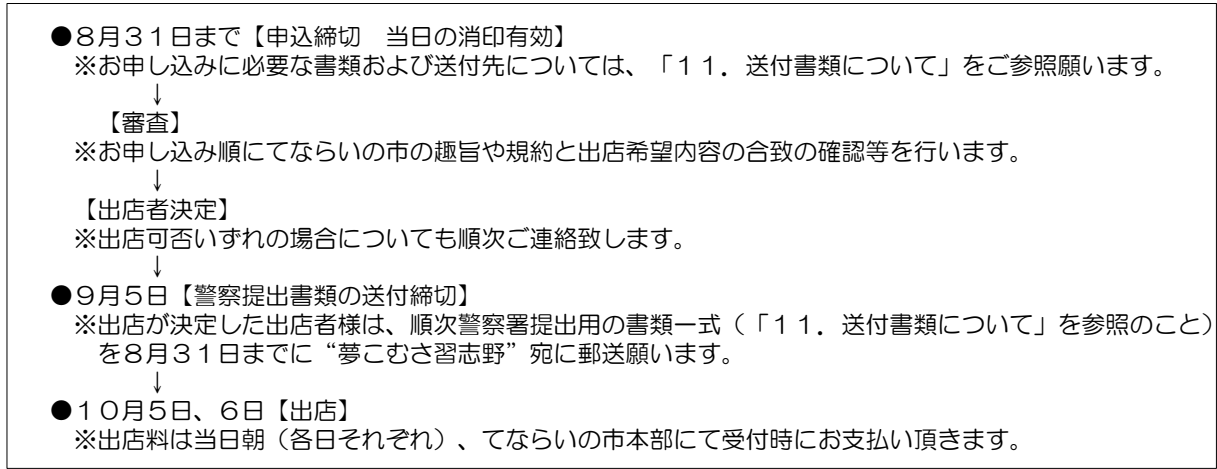 ●８月３１日まで【申込締切　当日の消印有効】
※お申し込みに必要な書類および送付先については、「１１．送付書類について」をご参照願います。
↓
【審査】
※お申し込み順にてならいの市の趣旨や規約と出店希望内容の合致の確認等を行います。
↓
【出店者決定】
※出店可否いずれの場合についても順次ご連絡致します。
↓
●９月５日【警察提出書類の送付締切】
※出店が決定した出店者様は、順次警察署提出用の書類一式（「１１．送付書類について」を参照のこと）
を８月３１日までに“夢こむさ習志野”宛に郵送願います。
↓
●１０月５日、６日【出店】
※出店料は当日朝（各日それぞれ）、てならいの市本部にて受付時にお支払い頂きます。